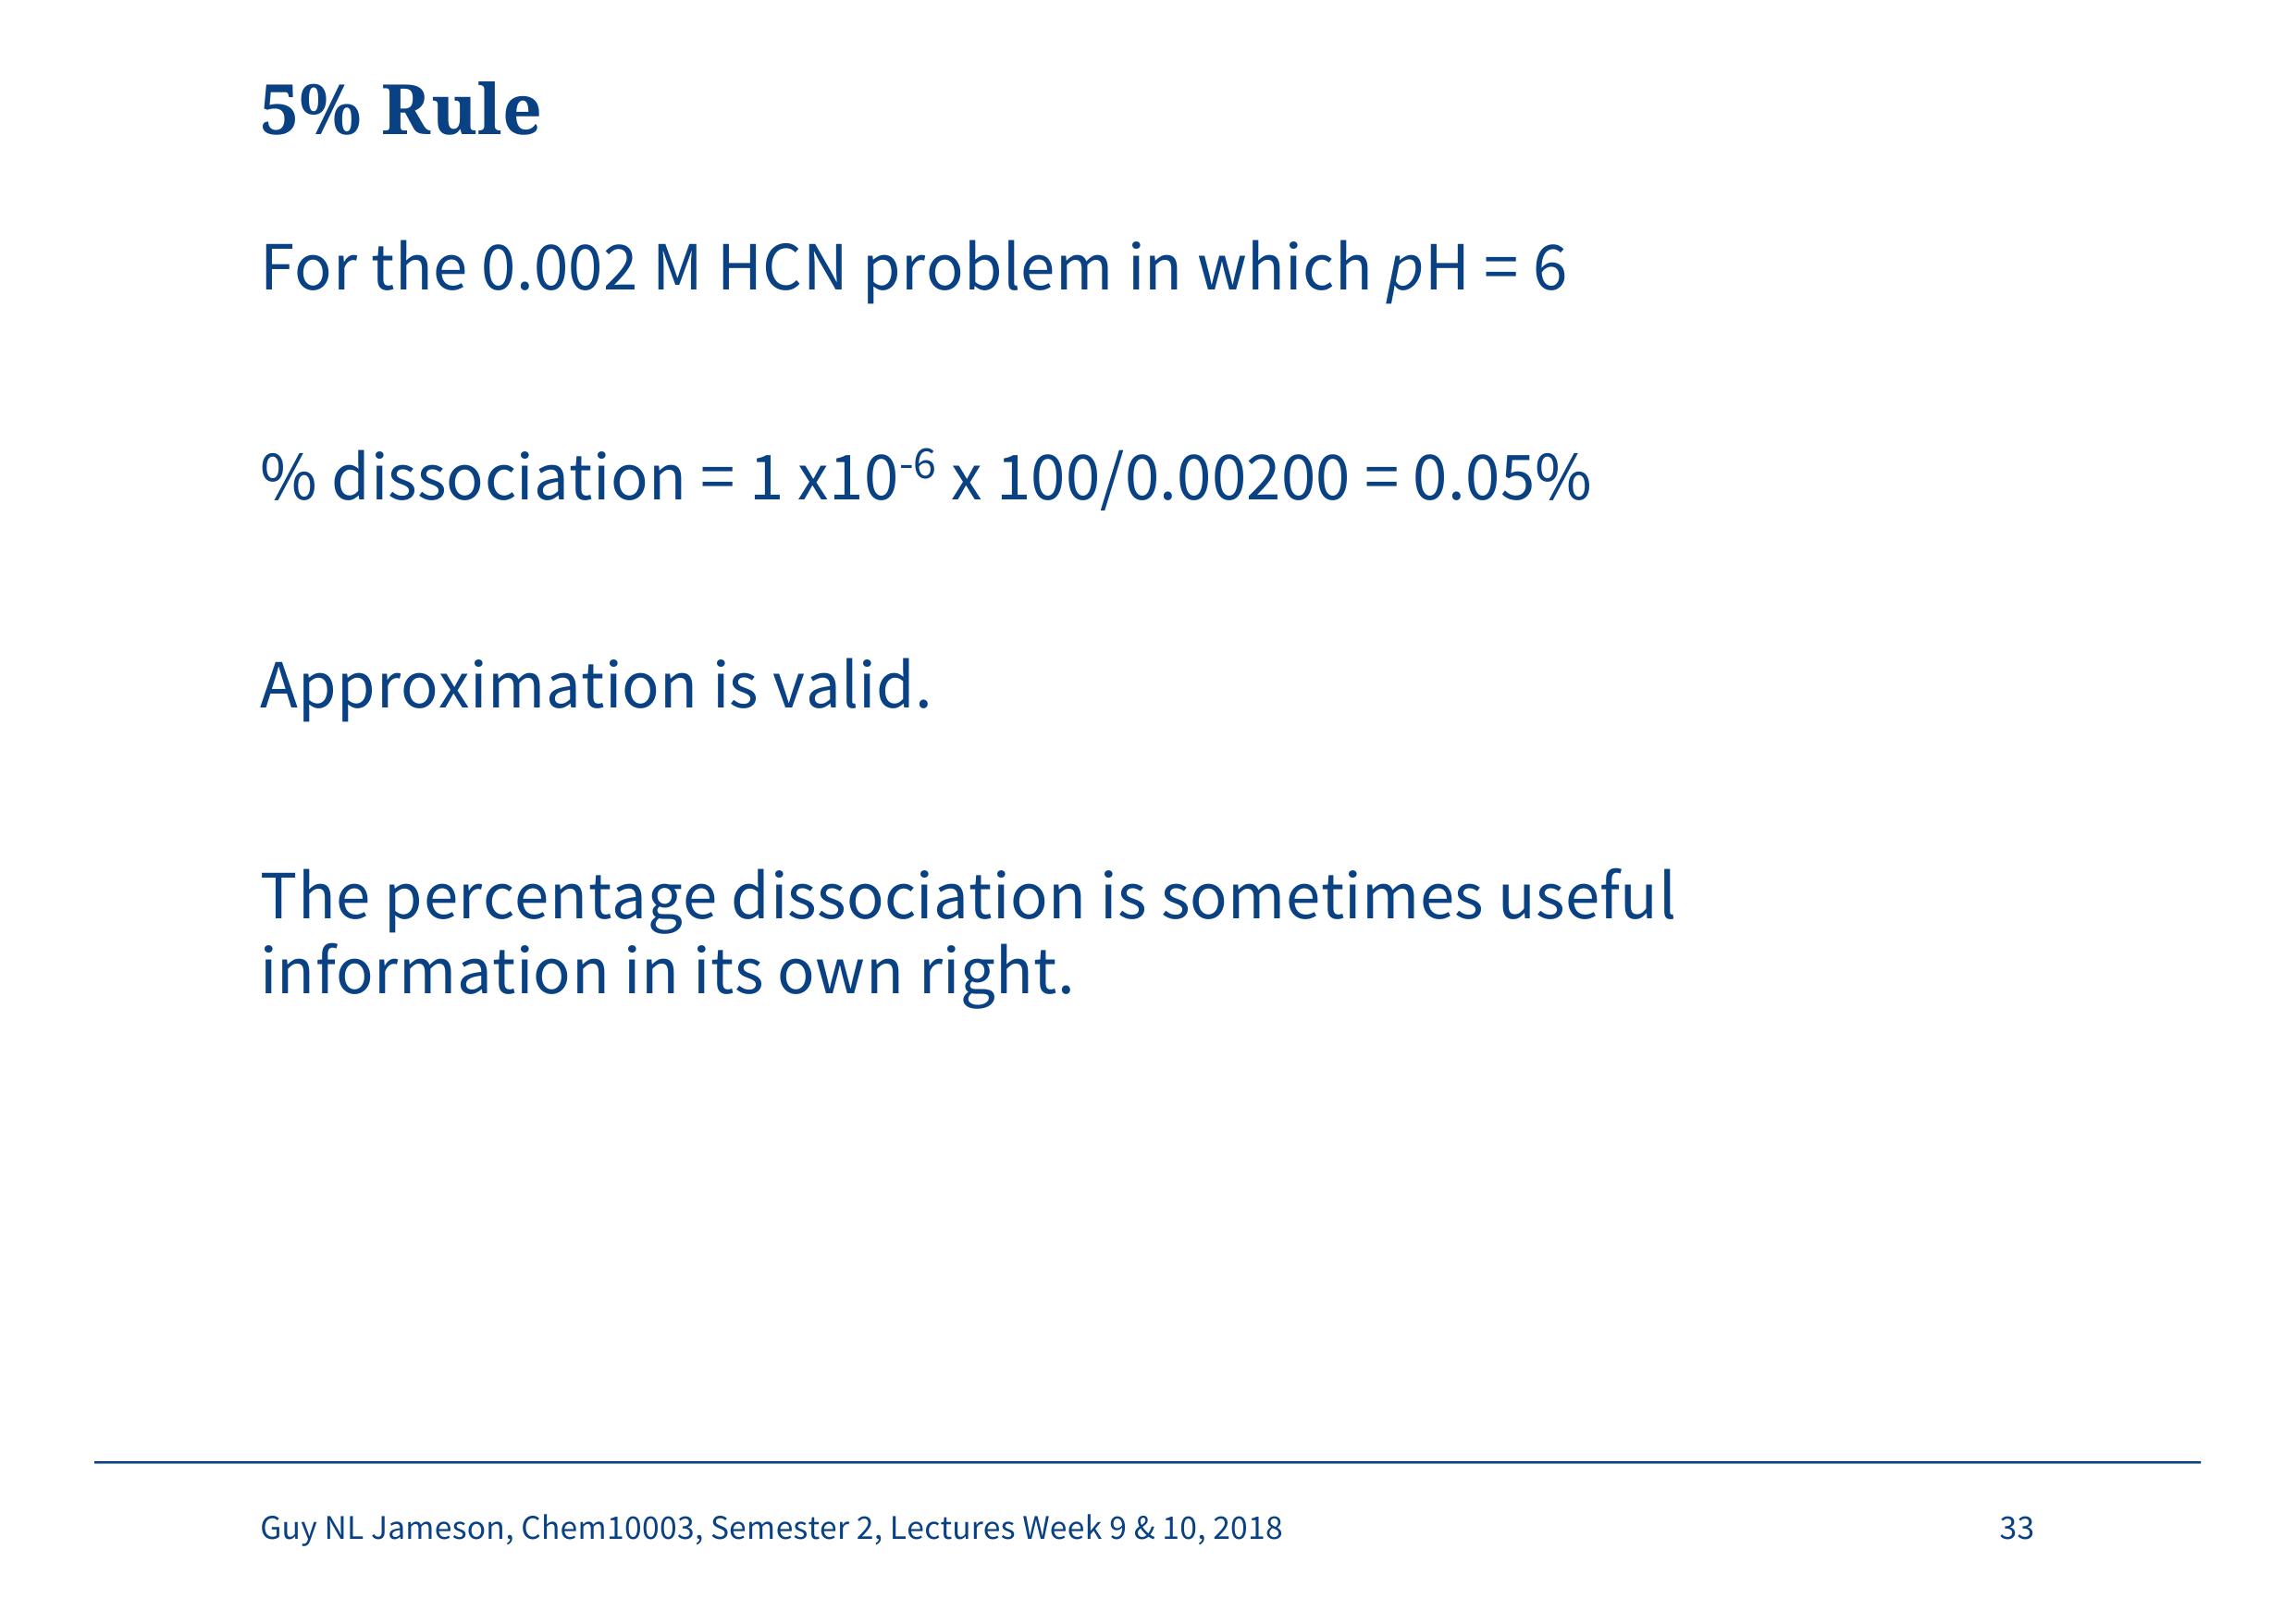 5% Rule
For the 0.002 M HCN problem in which pH = 6
% dissociation = 1 x10⁻⁶ x 100/0.00200 = 0.05%
Approximation is valid.
The percentage dissociation is sometimes useful
information in its own right.
Guy NL Jameson, Chem10003, Semester 2, Lectures Week 9 & 10, 2018
33